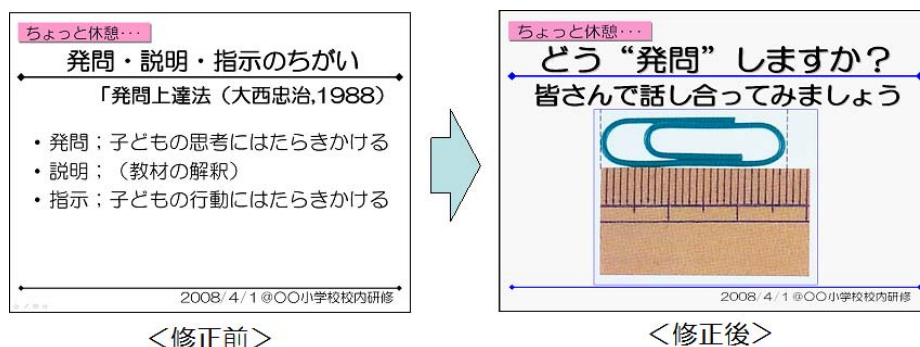 ちょっと休憩･･･
発問・説明・指示のちがい
「発問上達法（大西忠治,1988）
・発問；子どもの思考にはたらきかける
・説明；（教材の解釈）
・指示；子どもの行動にはたらきかける
2008/4/1@〇〇小学校校内研修
＜修正前＞
ちょっと休憩･･･
どう“発問”しますか？
皆さんで話し合ってみましょう
2008/4/1@〇〇小学校校内研修
＜修正後＞